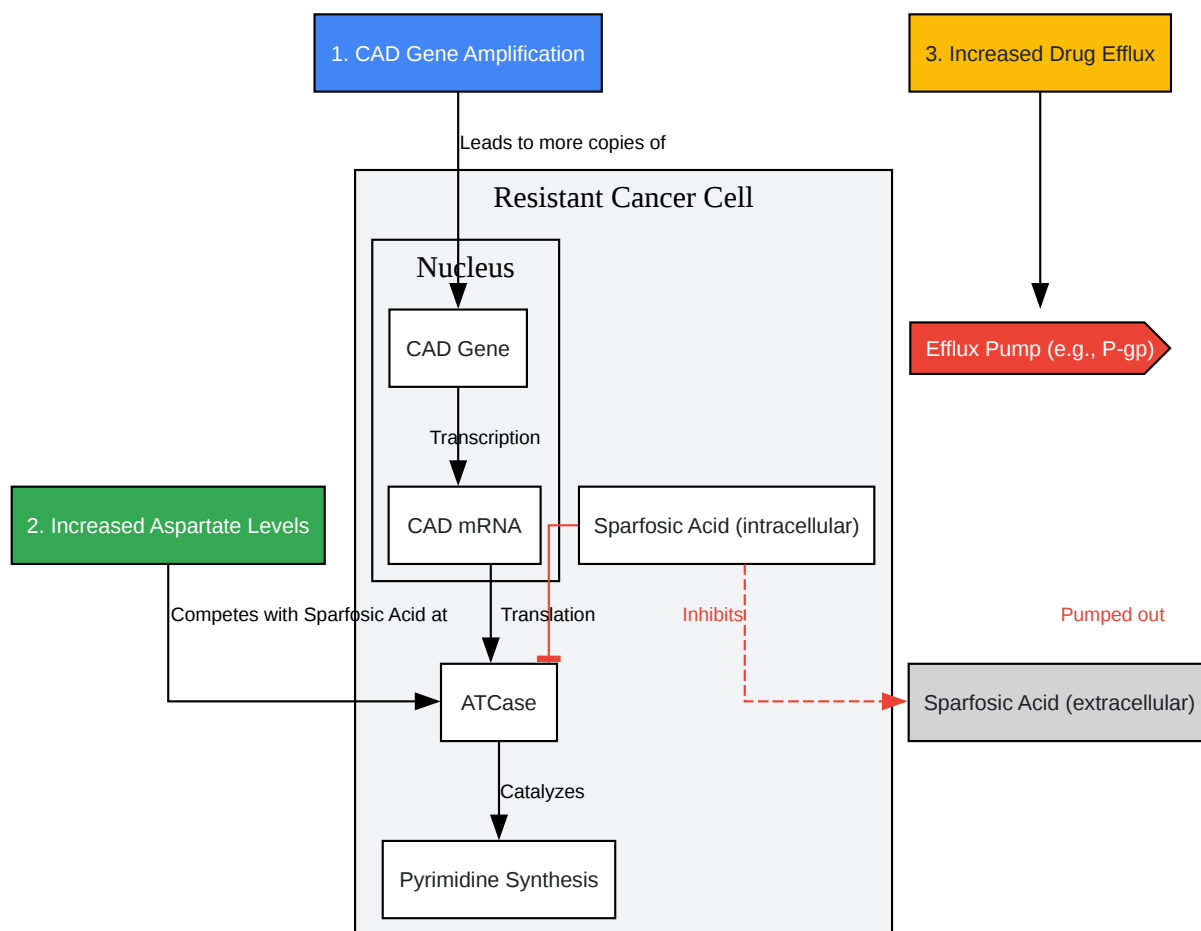 1. CAD Gene Amplification
3. Increased Drug Efflux
Leads to more copies of
Resistant Cancer Cell
Nucleus
CAD Gene
Efflux Pump (e.g., P-gp)
Transcription
2. Increased Aspartate Levels
CAD mRNA
Sparfosic Acid (intracellular)
Competes with Sparfosic Acid at
Translation
Inhibits
Pumped out
ATCase
Sparfosic Acid (extracellular)
Catalyzes
Pyrimidine Synthesis